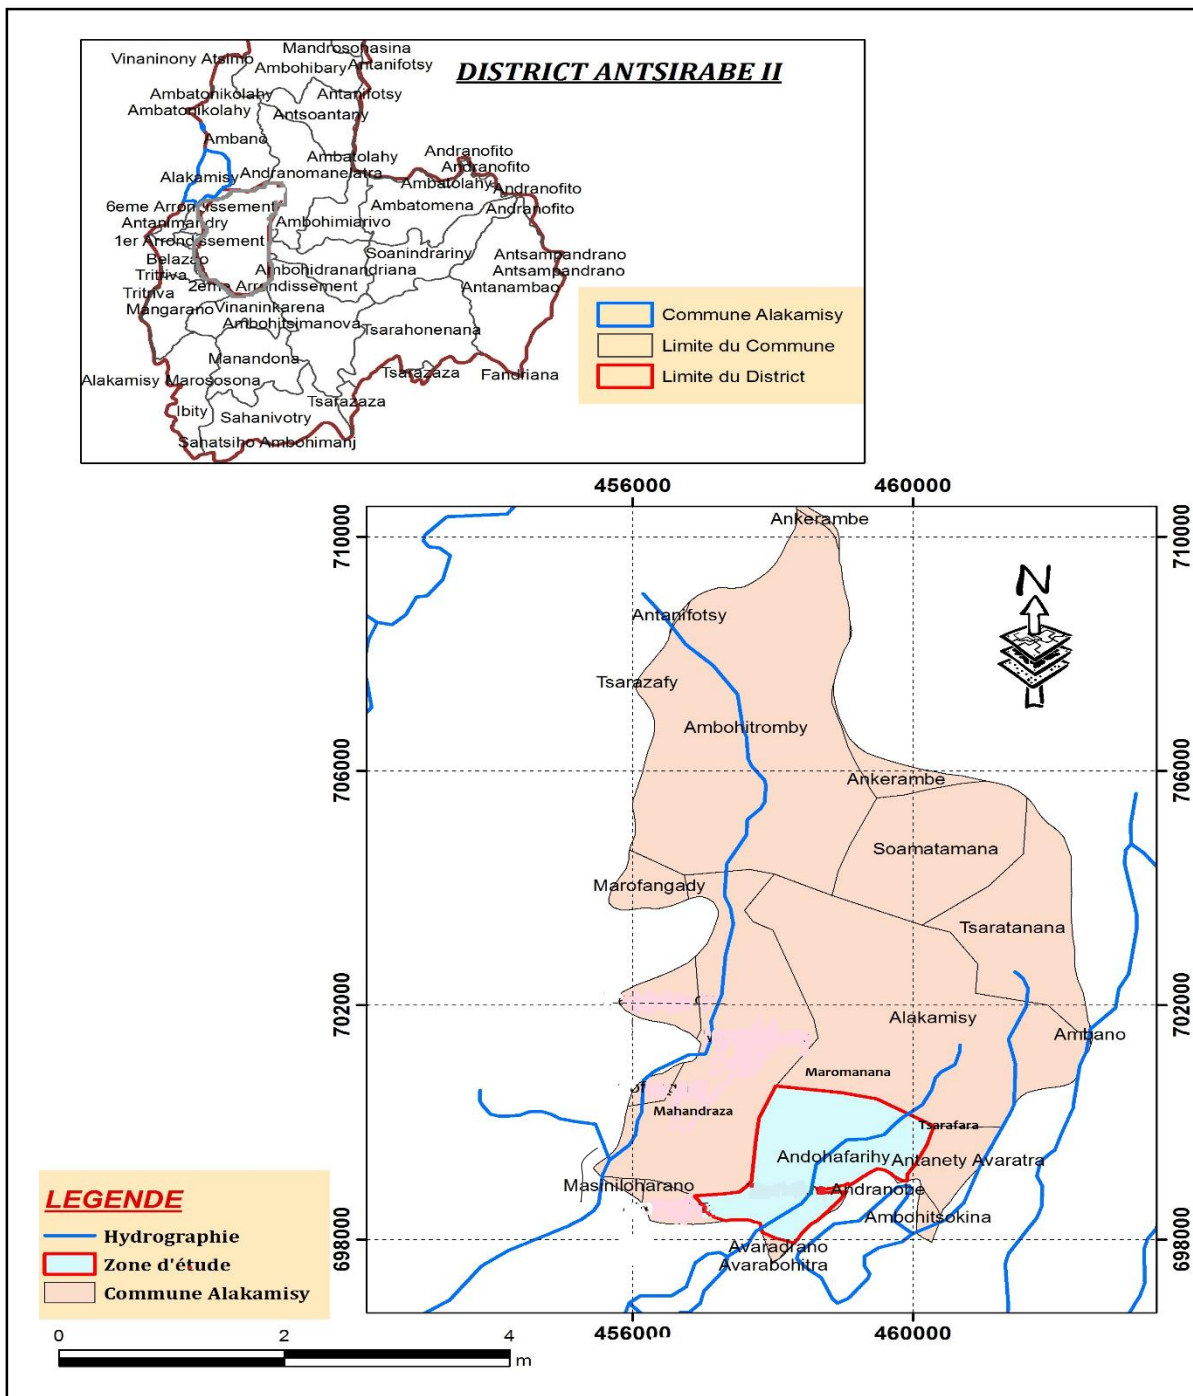 DISTRICT ANTSIRABE II
Mandrosohasina
Vinaninony Atsimo
Ambohibary
Antanifotsy
Ambatonikolahy
Antanifotsy
Ambatonikolahy
Antsoantany
Ambano
Ambatolahy
Andranofito
Andranofito
Alakamisy
Andranomanelatra
Ambatolahy
Andranofito
6eme Arrondissement
Ambatomena
Andranofito
Antanimandry
Ambohimiarivo
1er Arrondissement
Soanindrariny
Antsampandrano
Belazao
Ambohidranandriana
Antsampandrano
Tritriva
2eme Arrondissement
Antanambao
Tritriva
Mangarano
Vinaninkarena
Ambohitsimanova
Tsarahonenana
Manandona
Tsarazaza
Fandriana
Alakamisy Marososona
Tsarazaza
Ibity
Sahanivotry
Sahatsiho Ambohimanj
Commune Alakamisy
Limite du Commune
Limite du District
456000
460000
710000
710000
Ankerambe
N
Antanifotsy
Tsarazafy
Ambohitromby
706000
706000
Ankerambe
Soamatamana
Marofangady
Tsaratanana
702000
702000
Alakamisy
Ambano
Maromanana
Mahandraza
Tsarafara
Andohafarihy
Antanety Avaratra
Masiniloharano
Andranobe
Ambohitsokina
698000
698000
Avaradrano
Avarabohitra
456000
460000
LEGENDE
Hydrographie
Zone d'étude
Commune Alakamisy
0
2
4
m